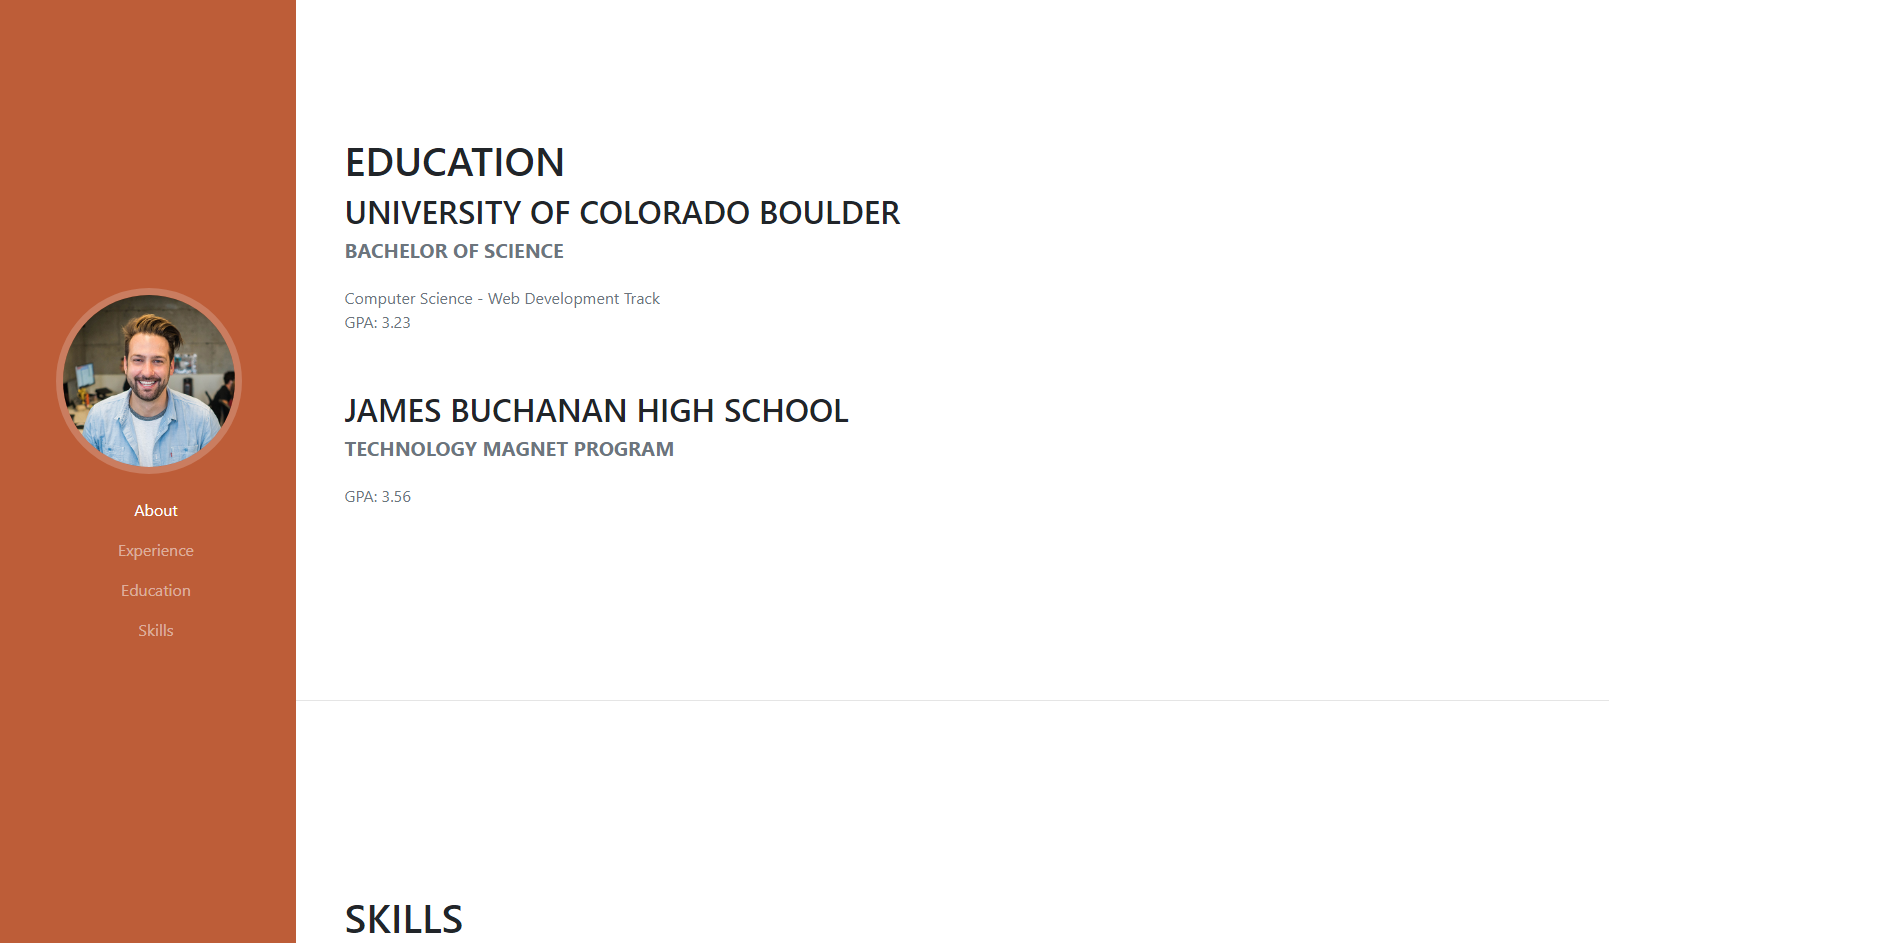 About
Experience
Education
Skills
EDUCATION
UNIVERSITY OF COLORADO BOULDER
BACHELOR OF SCIENCE
Computer Science - Web Development Track
GPA: 3.23
JAMES BUCHANAN HIGH SCHOOL
TECHNOLOGY MAGNET PROGRAM
GPA: 3.56
SKILLS